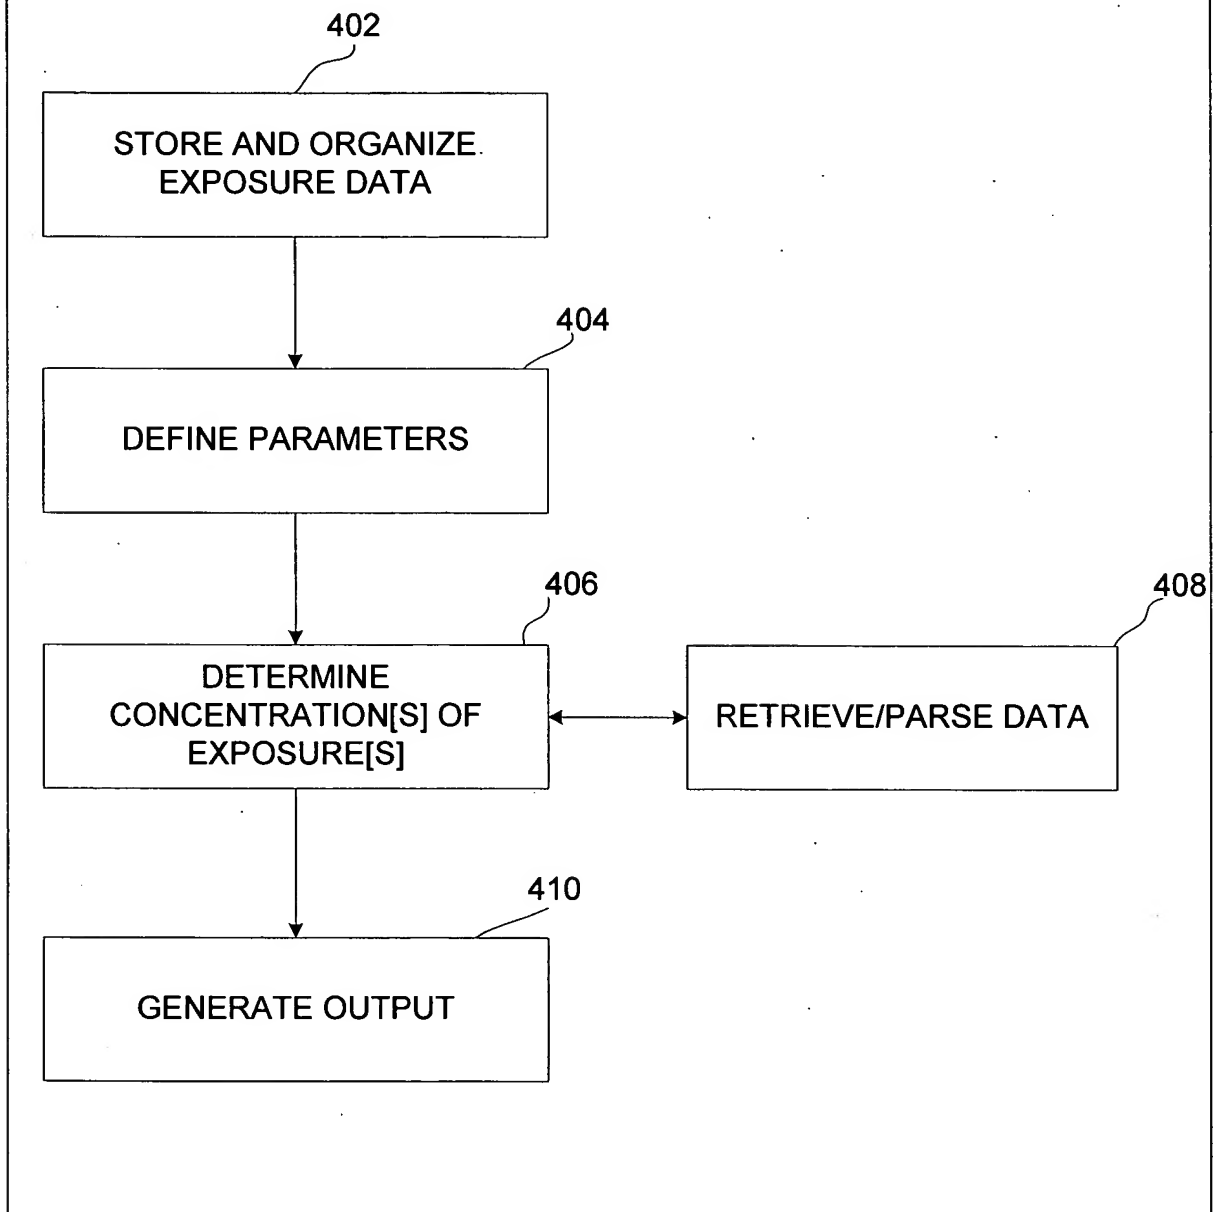 402
STORE AND ORGANIZE
EXPOSURE DATA
404
DEFINE PARAMETERS
406
408
DETERMINE
CONCENTRATION[S] OF
EXPOSURE[S]
RETRIEVE/PARSE DATA
410
GENERATE OUTPUT